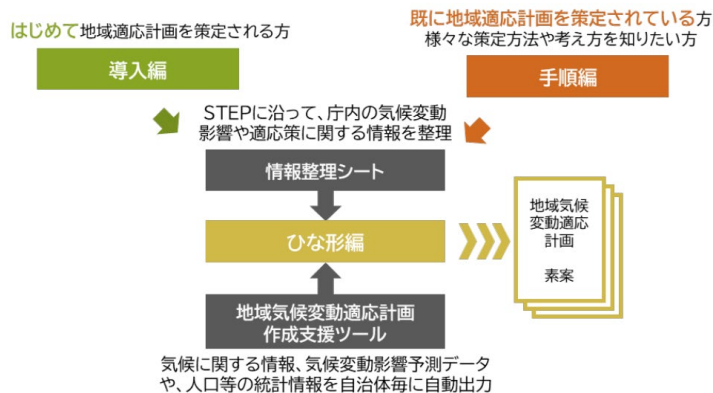 はじめて地域適応計画を策定される方
導入編
既に地域適応計画を策定されている方
様々な策定方法や考え方を知りたい方
手順編
STEPに沿って、庁内の気候変動
影響や適応策に関する情報を整理
情報整理シート
ひな形編
地域気候
変動適応
計画
素案
地域気候変動適応計画
作成支援ツール
気候に関する情報、気候変動影響予測データ
や、人口等の統計情報を自治体毎に自動出力